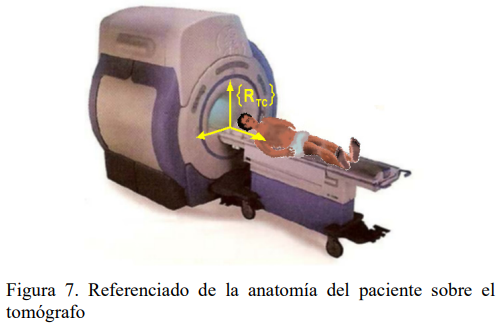 {R_TC}
Figura 7. Referenciado de la anatomía del paciente sobre el
tomógrafo